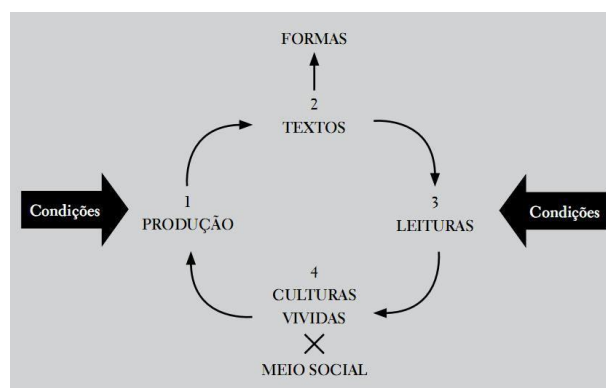 FORMAS
2
TEXTOS
Condições
1
PRODUÇÃO
3
LEITURAS
Condições
4
CULTURAS
VIVIDAS
MEIO SOCIAL